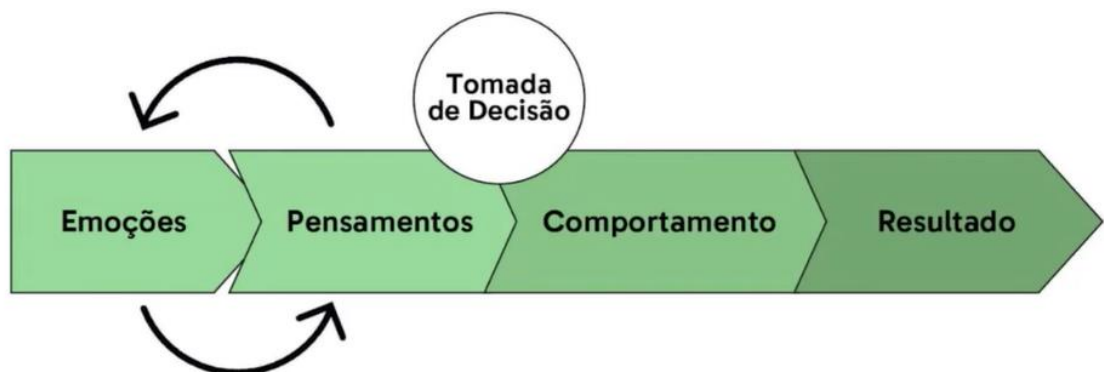 Tomada
de Decisão
Emoções
Pensamentos
Comportamento
Resultado